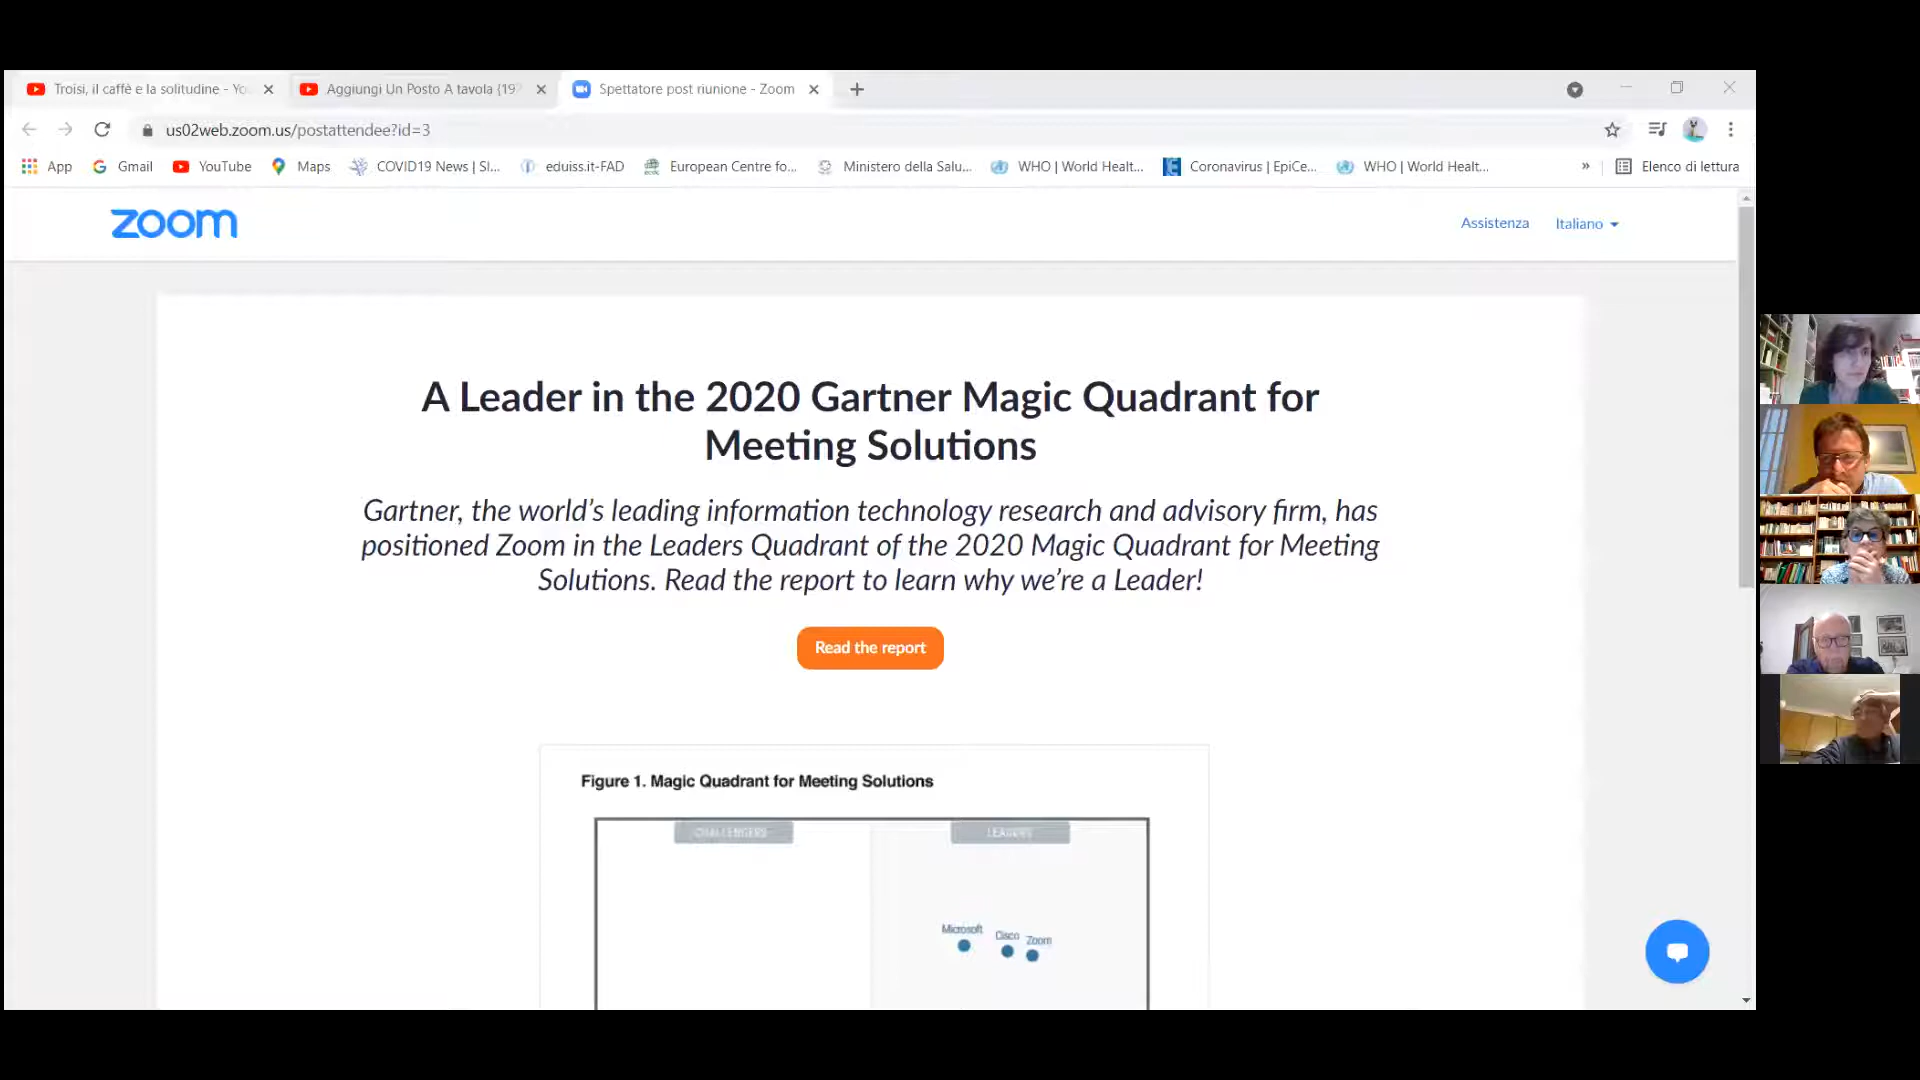 Troisi, il caffè e la solitudine - Yo
Aggiungi Un Posto A tavola (197
Spettatore post riunione - Zoom
us02web.zoom.us/postattendee?id=3
App
Gmail
YouTube
Maps
COVID19 News | SI...
eduiss.it-FAD
European Centre fo...
Ministero della Salu...
WHO | World Healt...
Coronavirus | EpiCe...
WHO | World Healt...
»
Elenco di lettura
zoom
Assistenza
Italiano
A Leader in the 2020 Gartner Magic Quadrant for
Meeting Solutions
Gartner, the world’s leading information technology research and advisory firm, has
positioned Zoom in the Leaders Quadrant of the 2020 Magic Quadrant for Meeting
Solutions. Read the report to learn why we’re a Leader!
Read the report
Figure 1. Magic Quadrant for Meeting Solutions
CHALLENGERS
LEADERS
Microsoft
Cisco
Zoom